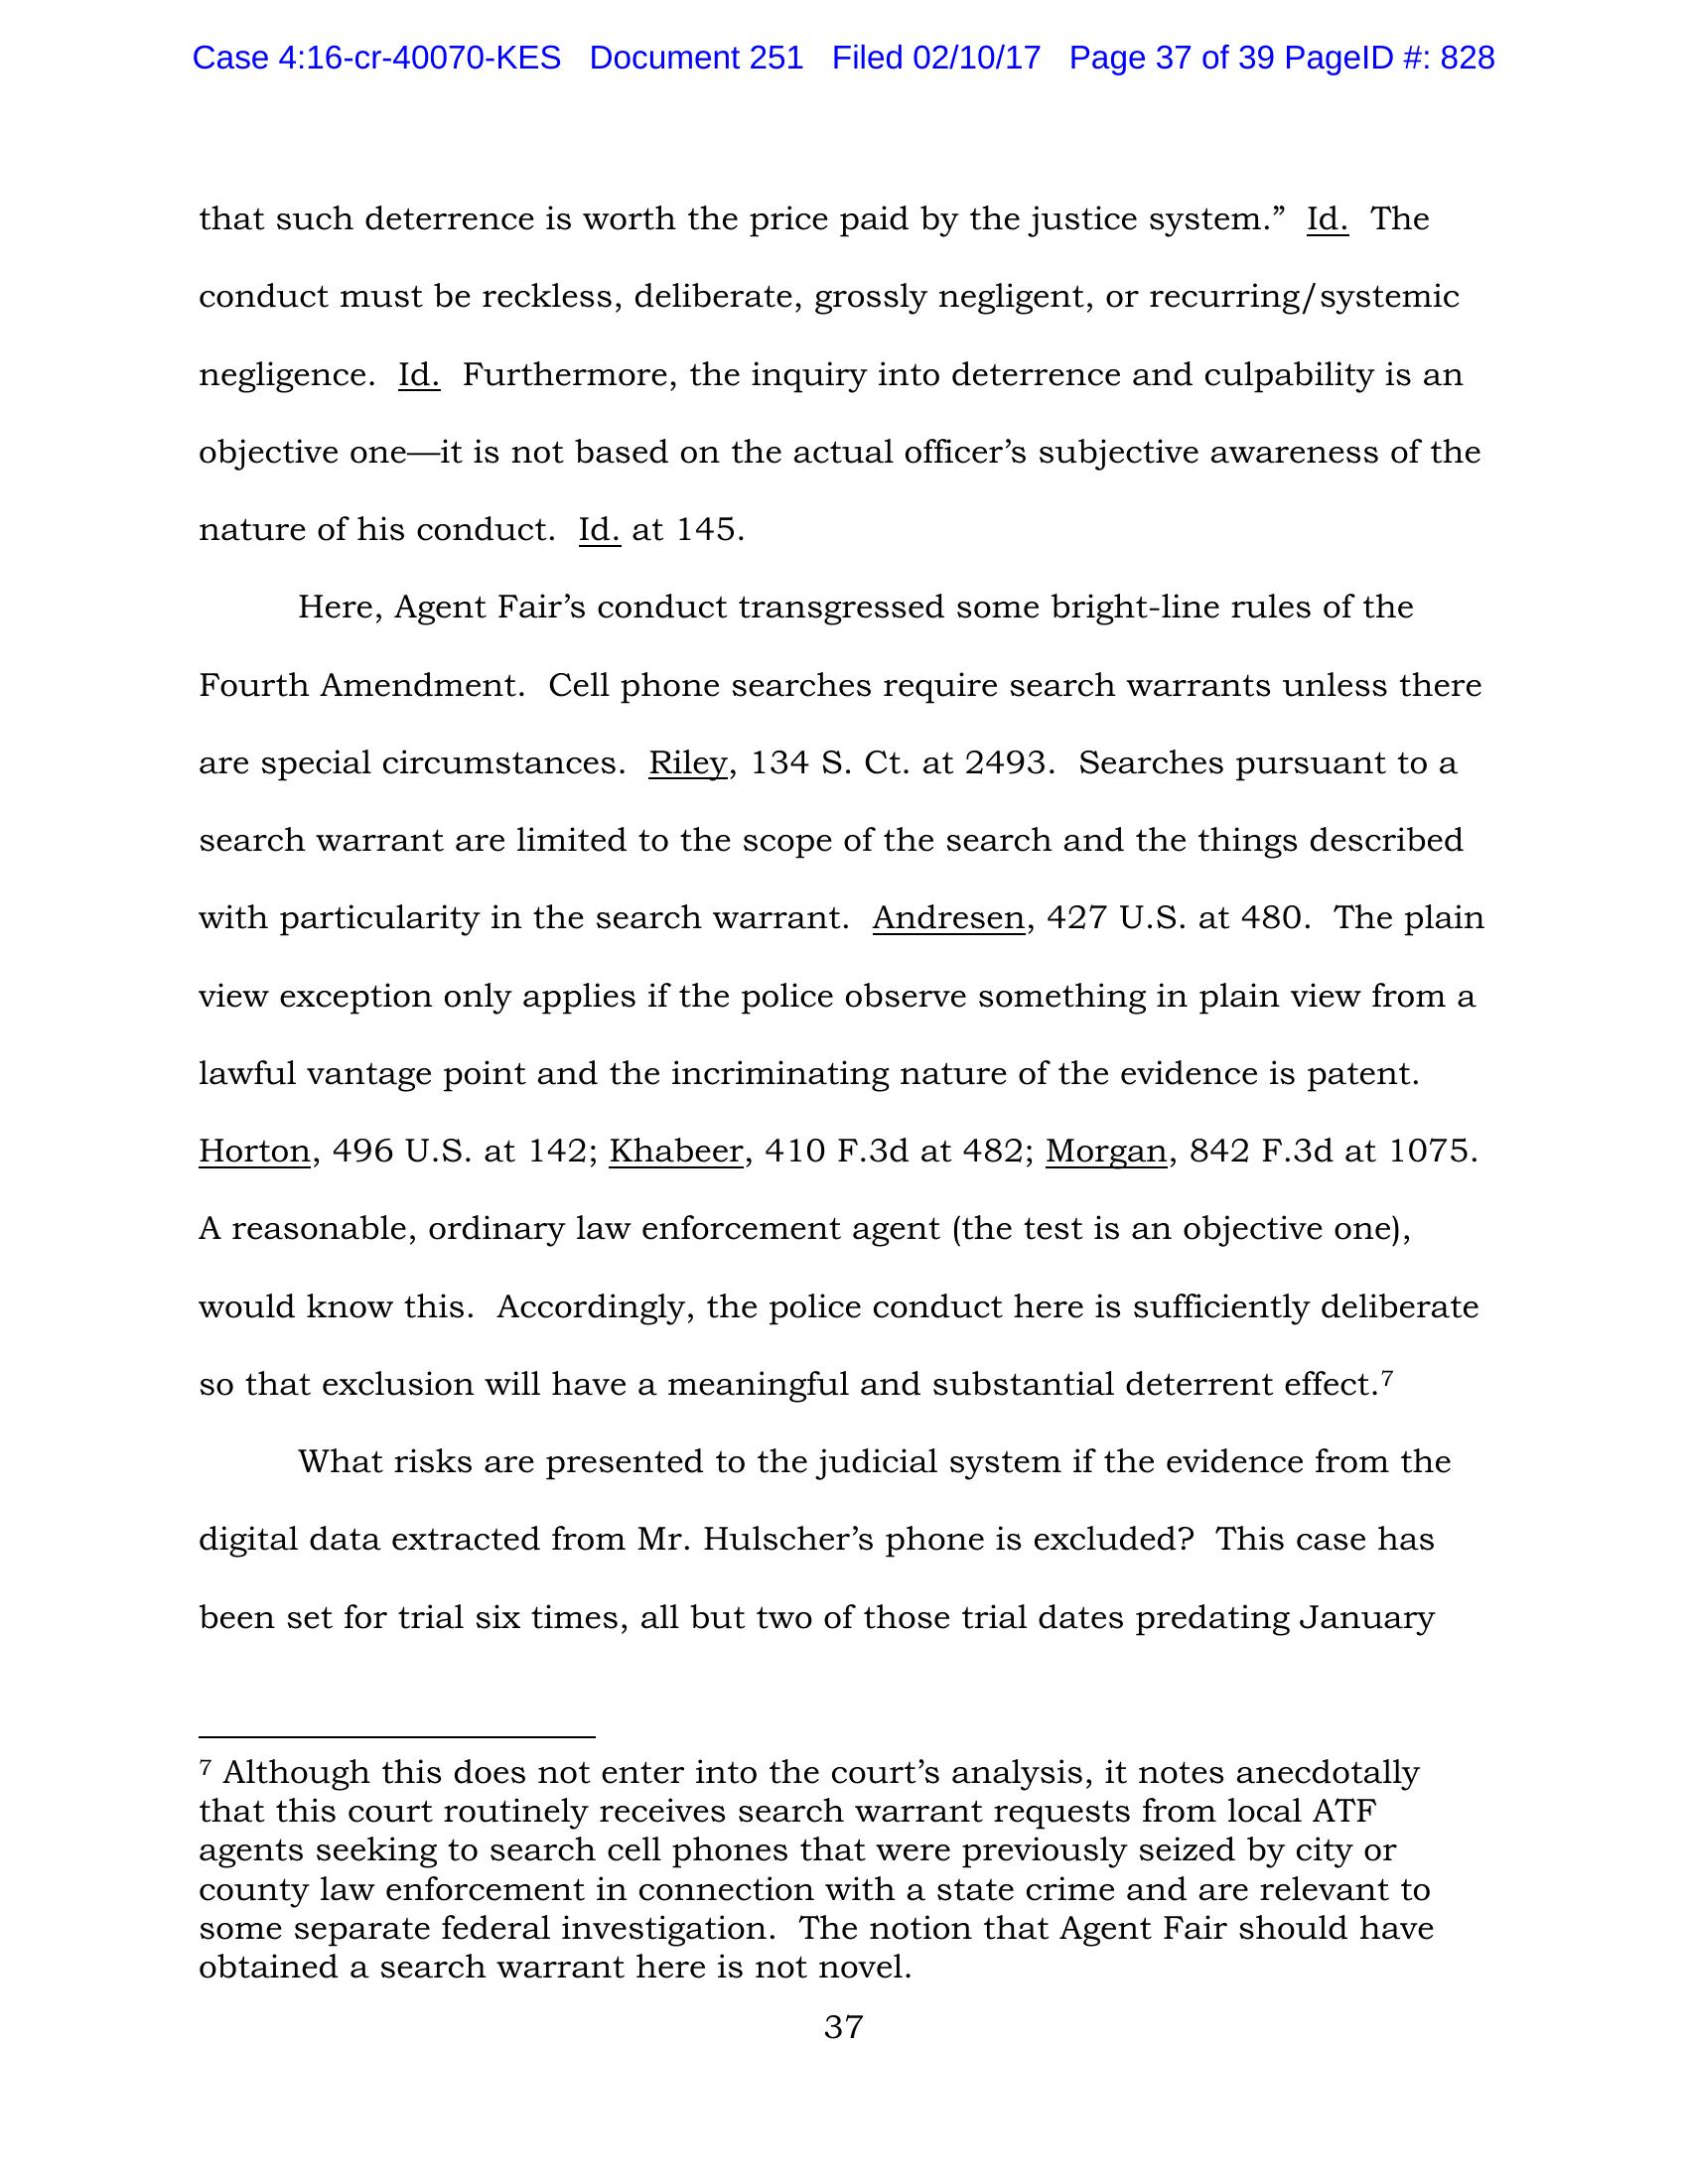 Case 4:16-cr-40070-KES Document 251 Filed 02/10/17 Page 37 of 39 PageID #: 828
that such deterrence is worth the price paid by the justice system.” Id. The
conduct must be reckless, deliberate, grossly negligent, or recurring/systemic
negligence. Id. Furthermore, the inquiry into deterrence and culpability is an
objective one—it is not based on the actual officer’s subjective awareness of the
nature of his conduct. Id. at 145.
Here, Agent Fair’s conduct transgressed some bright-line rules of the
Fourth Amendment. Cell phone searches require search warrants unless there
are special circumstances. Riley, 134 S. Ct. at 2493. Searches pursuant to a
search warrant are limited to the scope of the search and the things described
with particularity in the search warrant. Andresen, 427 U.S. at 480. The plain
view exception only applies if the police observe something in plain view from a
lawful vantage point and the incriminating nature of the evidence is patent.
Horton, 496 U.S. at 142; Khabeer, 410 F.3d at 482; Morgan, 842 F.3d at 1075.
A reasonable, ordinary law enforcement agent (the test is an objective one),
would know this. Accordingly, the police conduct here is sufficiently deliberate
so that exclusion will have a meaningful and substantial deterrent effect.7
What risks are presented to the judicial system if the evidence from the
digital data extracted from Mr. Hulscher’s phone is excluded? This case has
been set for trial six times, all but two of those trial dates predating January
7 Although this does not enter into the court’s analysis, it notes anecdotally
that this court routinely receives search warrant requests from local ATF
agents seeking to search cell phones that were previously seized by city or
county law enforcement in connection with a state crime and are relevant to
some separate federal investigation. The notion that Agent Fair should have
obtained a search warrant here is not novel.
37